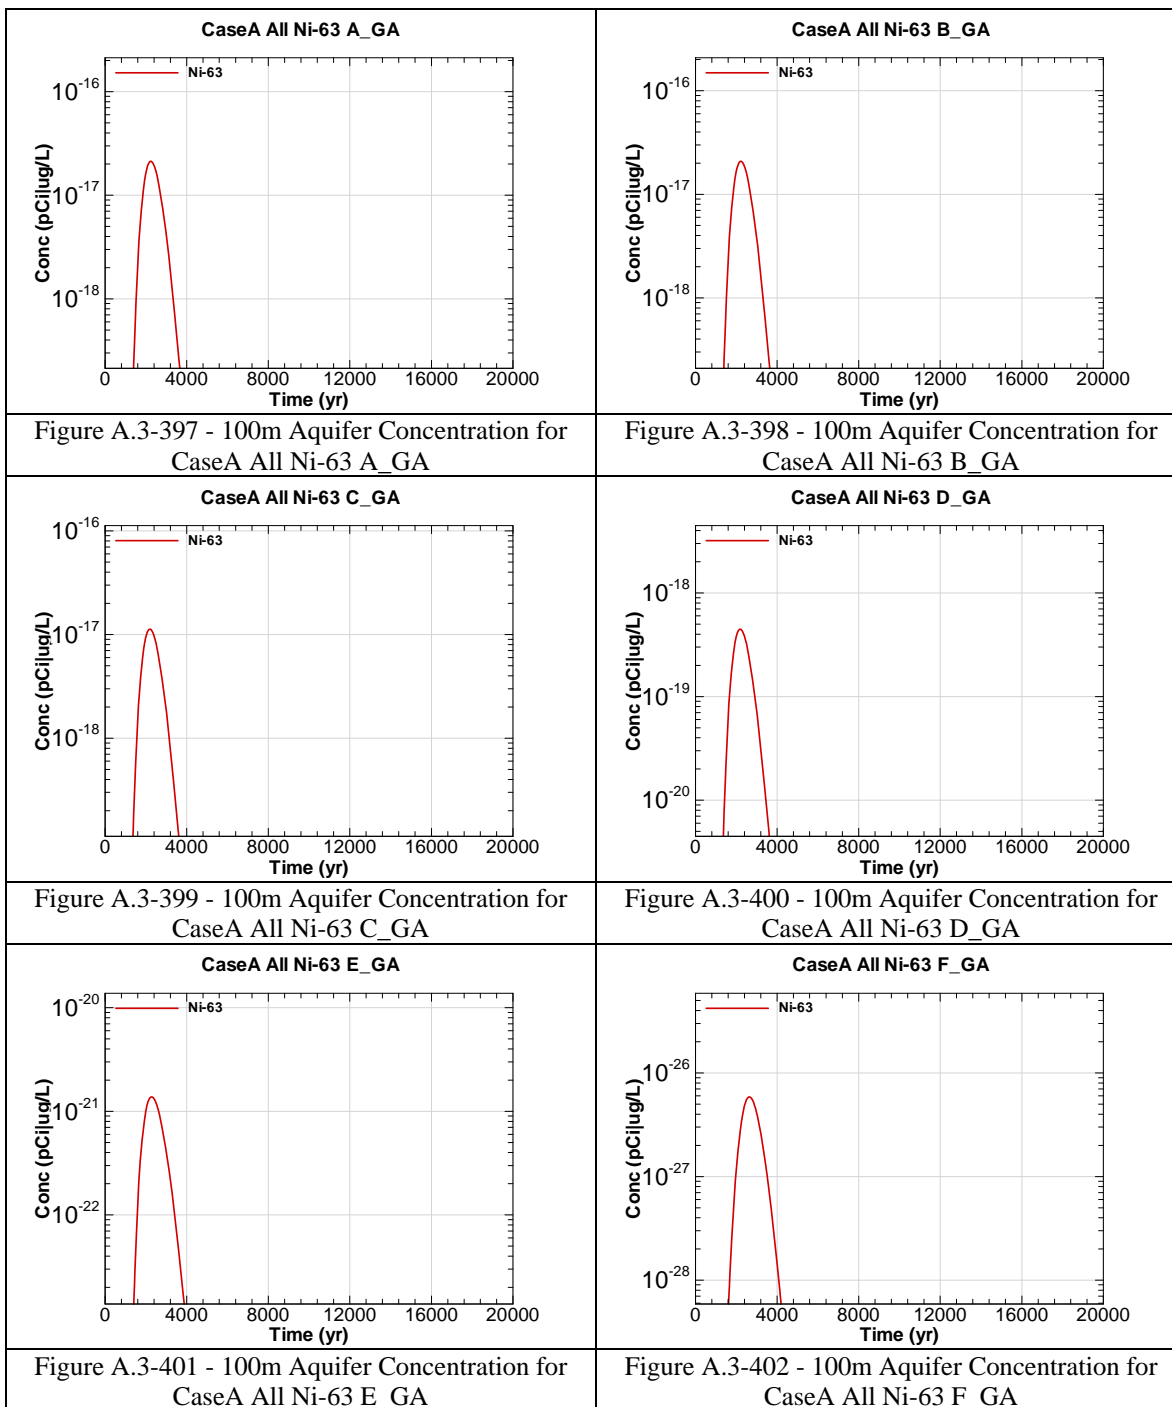 CaseA All Ni-63 A_GA
Ni-63
10-16
10-17
10-18
Conc (pCi|ug/L)
0 4000 8000 12000 16000 20000
Time (yr)
Figure A.3-397 - 100m Aquifer Concentration for
CaseA All Ni-63 A_GA
CaseA All Ni-63 B_GA
Ni-63
10-16
10-17
10-18
Conc (pCi|ug/L)
0 4000 8000 12000 16000 20000
Time (yr)
Figure A.3-398 - 100m Aquifer Concentration for
CaseA All Ni-63 B_GA
CaseA All Ni-63 C_GA
Ni-63
10-16
10-17
10-18
Conc (pCi|ug/L)
0 4000 8000 12000 16000 20000
Time (yr)
Figure A.3-399 - 100m Aquifer Concentration for
CaseA All Ni-63 C_GA
CaseA All Ni-63 D_GA
Ni-63
10-18
10-19
10-20
Conc (pCi|ug/L)
0 4000 8000 12000 16000 20000
Time (yr)
Figure A.3-400 - 100m Aquifer Concentration for
CaseA All Ni-63 D_GA
CaseA All Ni-63 E_GA
Ni-63
10-20
10-21
10-22
Conc (pCi|ug/L)
0 4000 8000 12000 16000 20000
Time (yr)
Figure A.3-401 - 100m Aquifer Concentration for
CaseA All Ni-63 E_GA
CaseA All Ni-63 F_GA
Ni-63
10-26
10-27
10-28
Conc (pCi|ug/L)
0 4000 8000 12000 16000 20000
Time (yr)
Figure A.3-402 - 100m Aquifer Concentration for
CaseA All Ni-63 F_GA